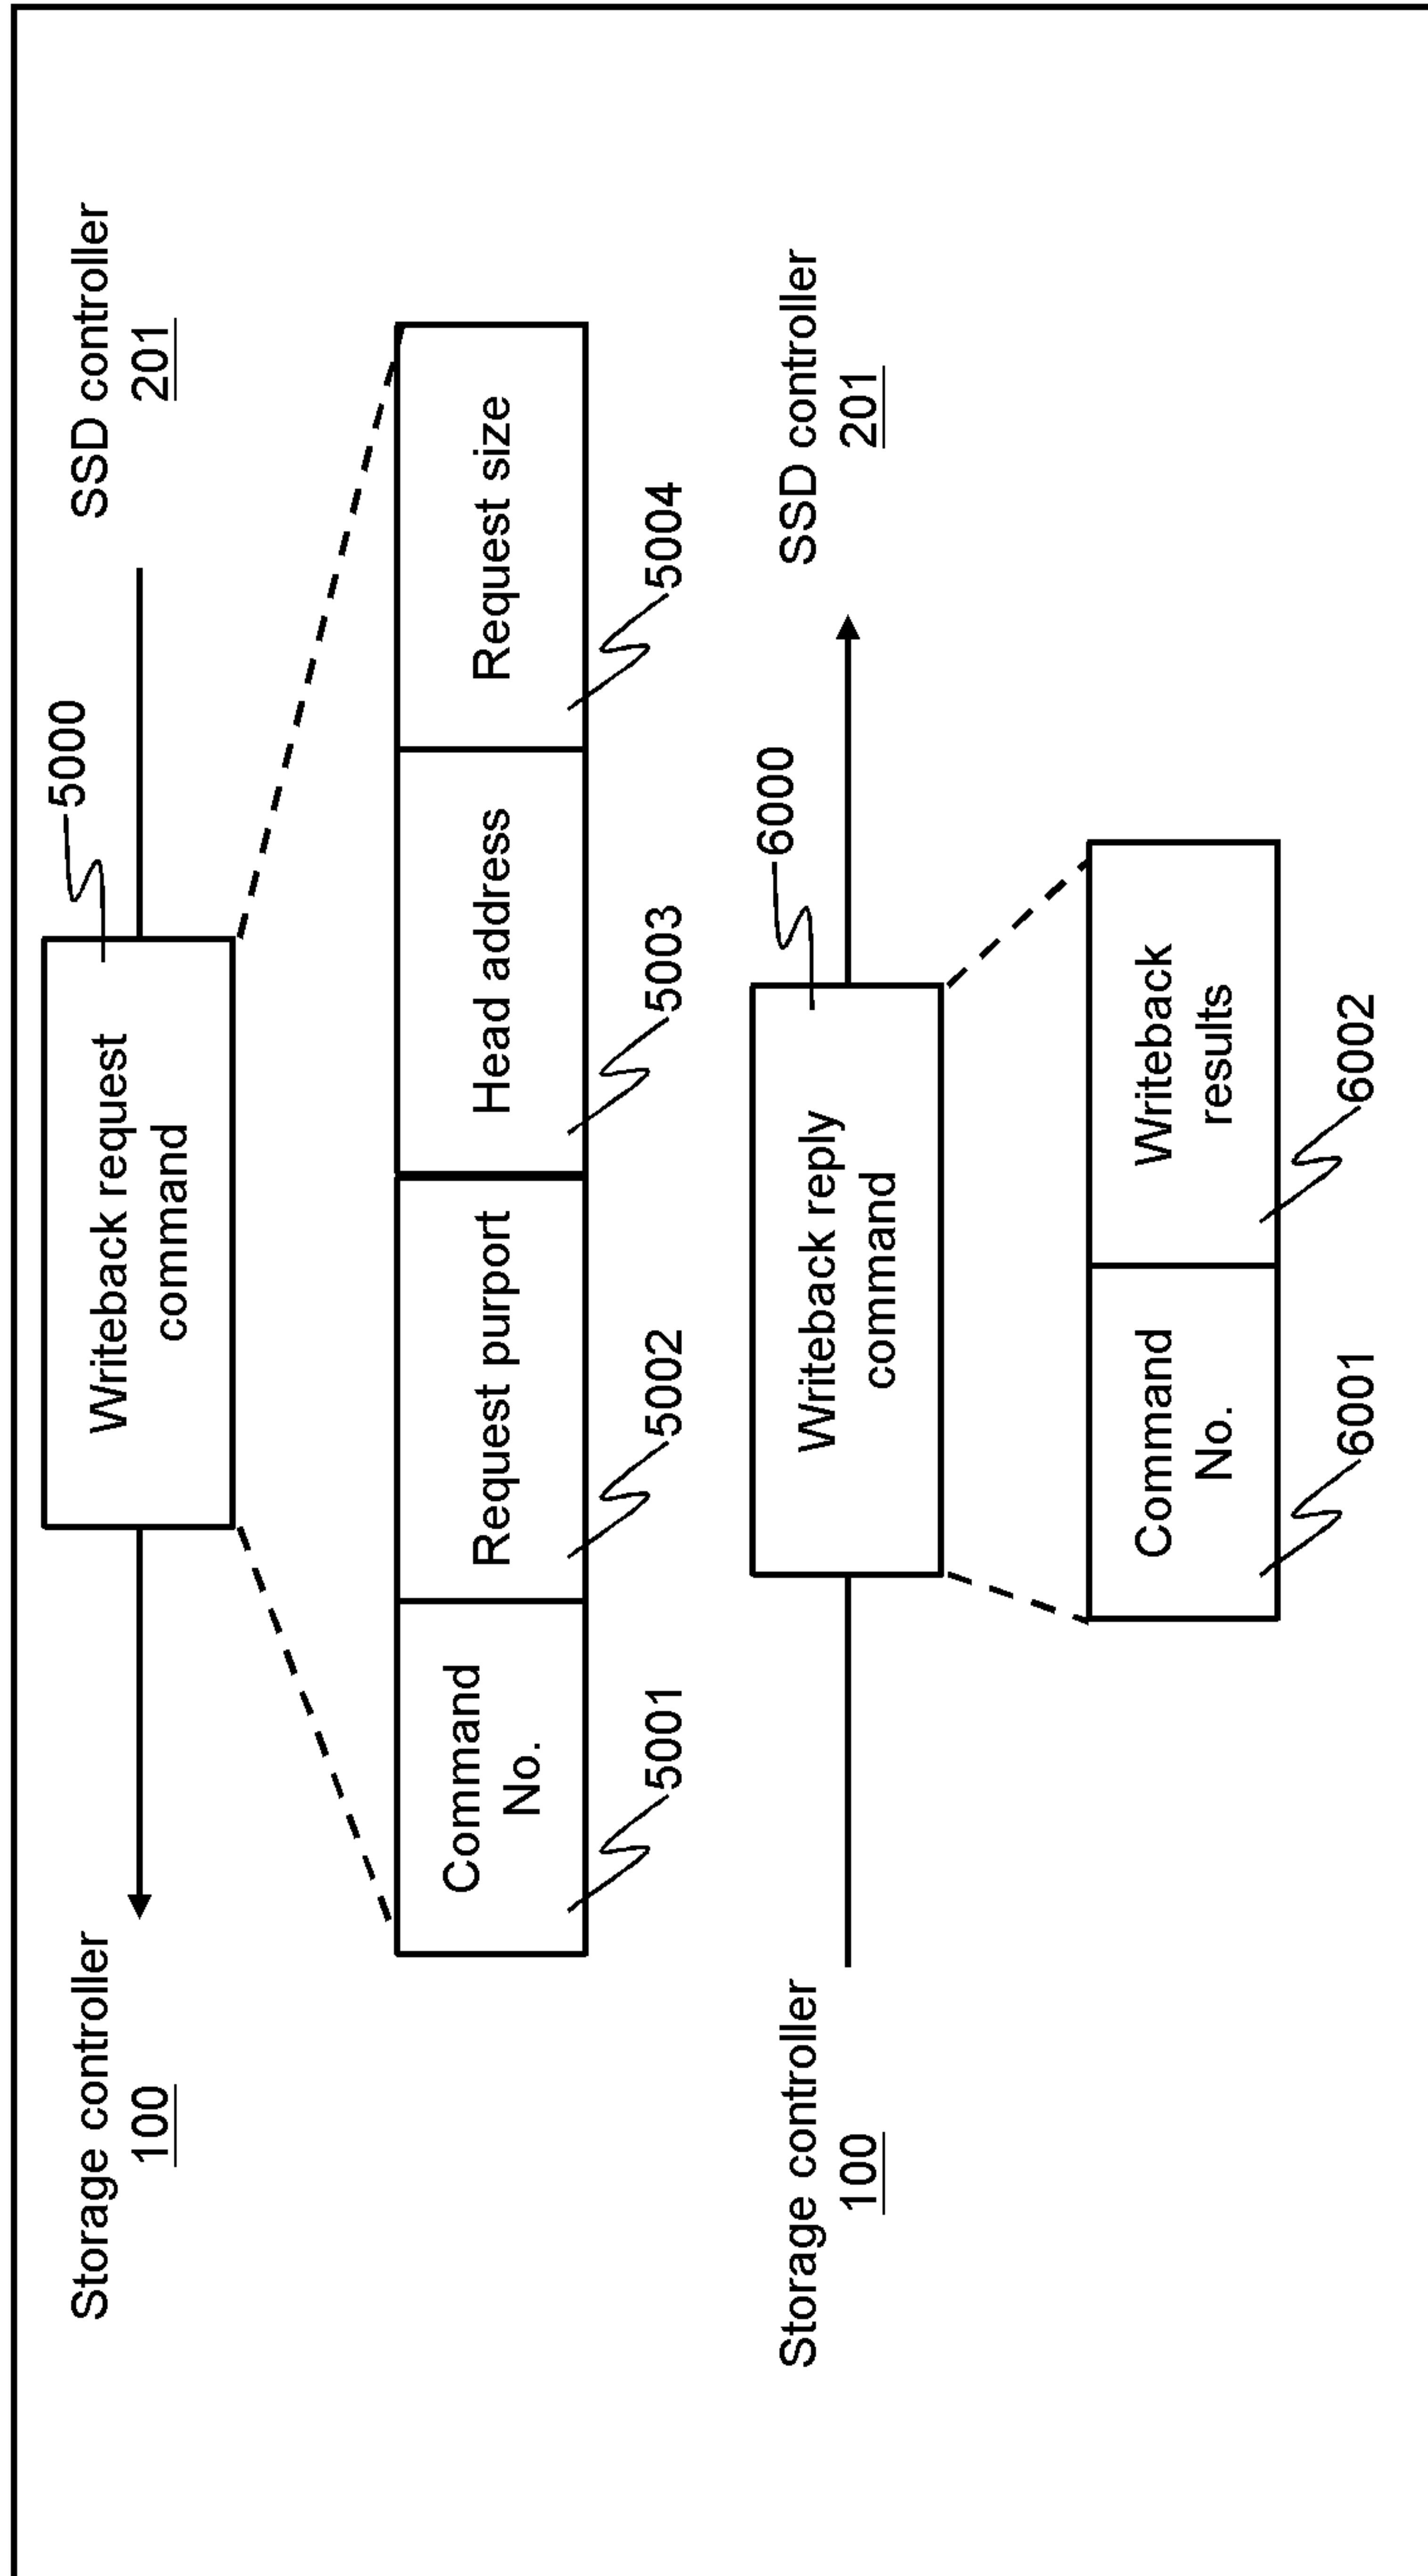 Storage controller
100
5000
Writeback request
command
SSD controller
201
Command
No.
Request purport
Head address
Request size
5001
5002
5003
5004
Storage controller
100
6000
Writeback reply
command
SSD controller
201
Command
No.
Writeback
results
6001
6002